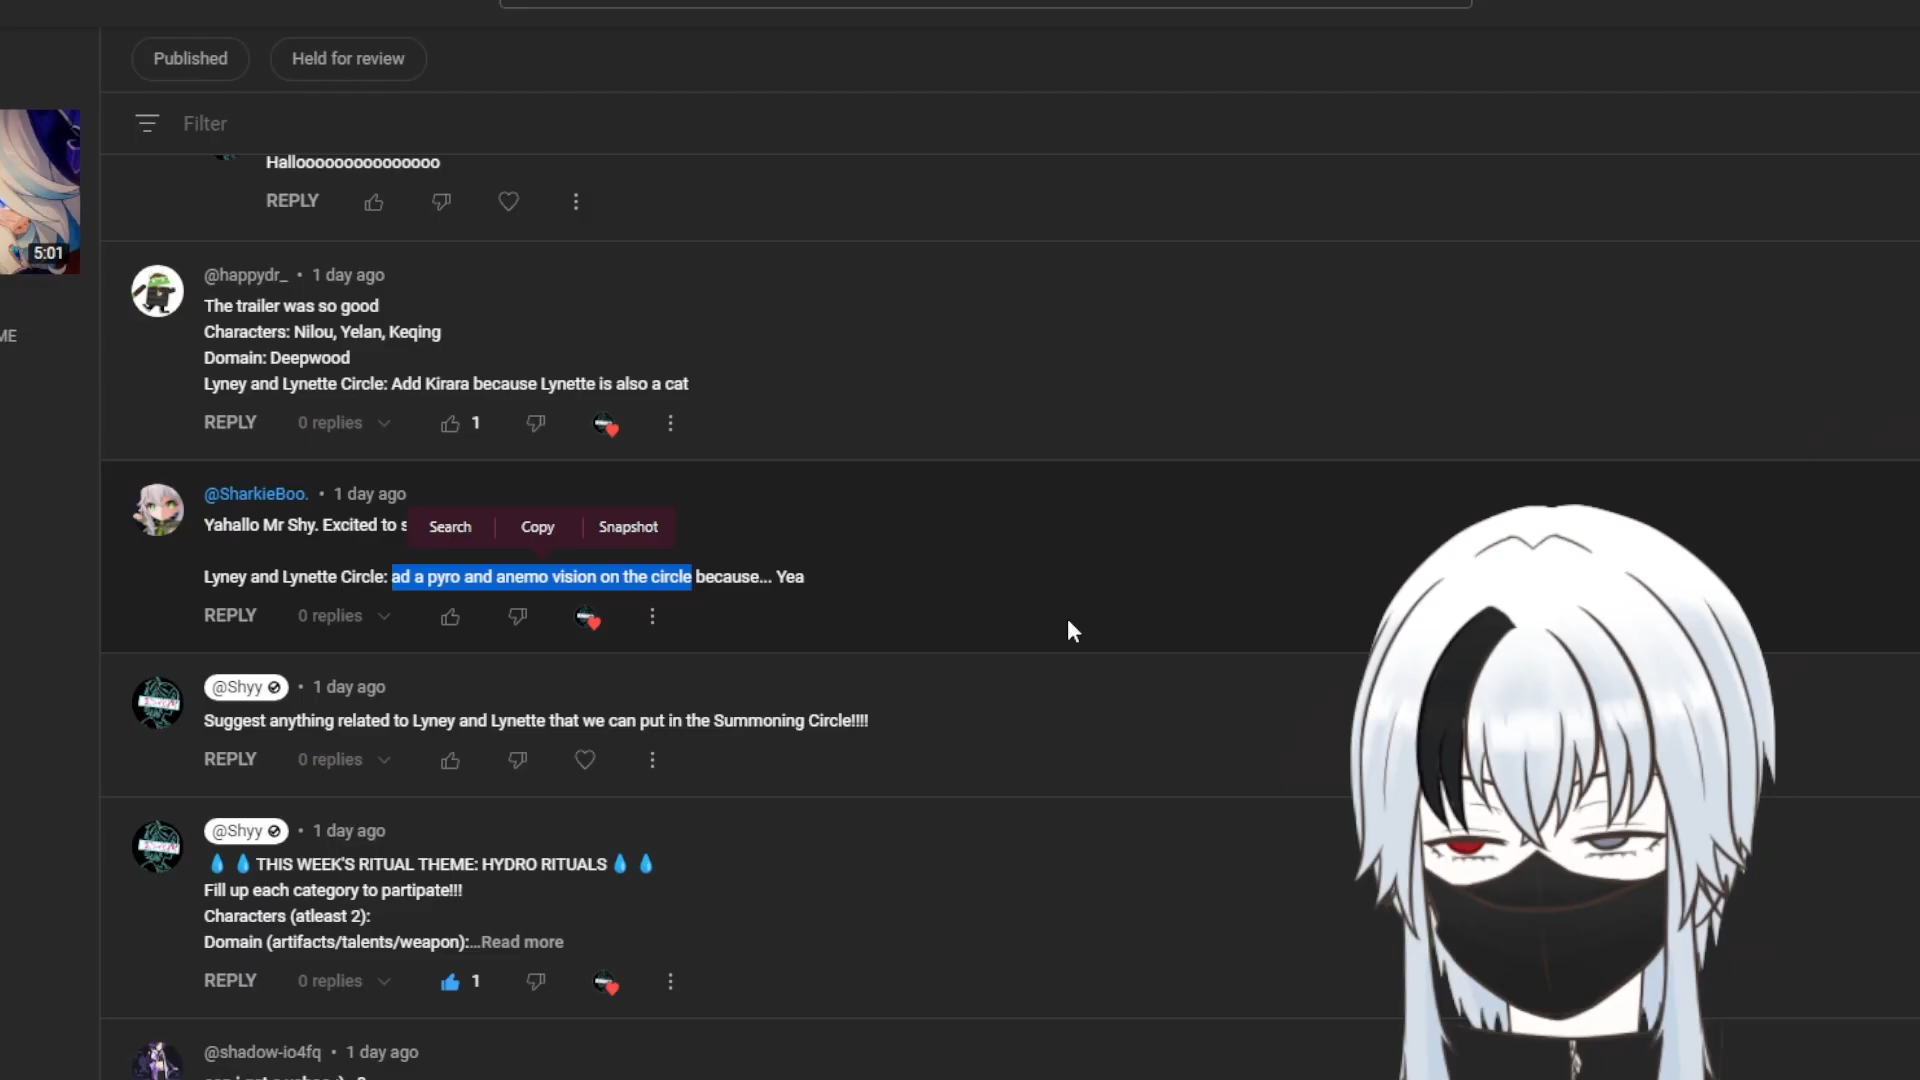 Published
Held for review
Filter
5:01
ME
Hallooooooooooooooo
REPLY
@happydr_ • 1 day ago
The trailer was so good
Characters: Nilou, Yelan, Keqing
Domain: Deepwood
Lyney and Lynette Circle: Add Kirara because Lynette is also a cat
REPLY 0 replies 1
@SharkieBoo. • 1 day ago
Yahallo Mr Shy. Excited to s
Search Copy Snapshot
Lyney and Lynette Circle: ad a pyro and anemo vision on the circle because... Yea
REPLY 0 replies
@Shyy • 1 day ago
Suggest anything related to Lyney and Lynette that we can put in the Summoning Circle!!!!
REPLY 0 replies
@Shyy • 1 day ago
💧 💧 THIS WEEK'S RITUAL THEME: HYDRO RITUALS 💧 💧
Fill up each category to partipate!!!
Characters (atleast 2):
Domain (artifacts/talents/weapon):...Read more
REPLY 0 replies 1
@shadow-io4fq • 1 day ago